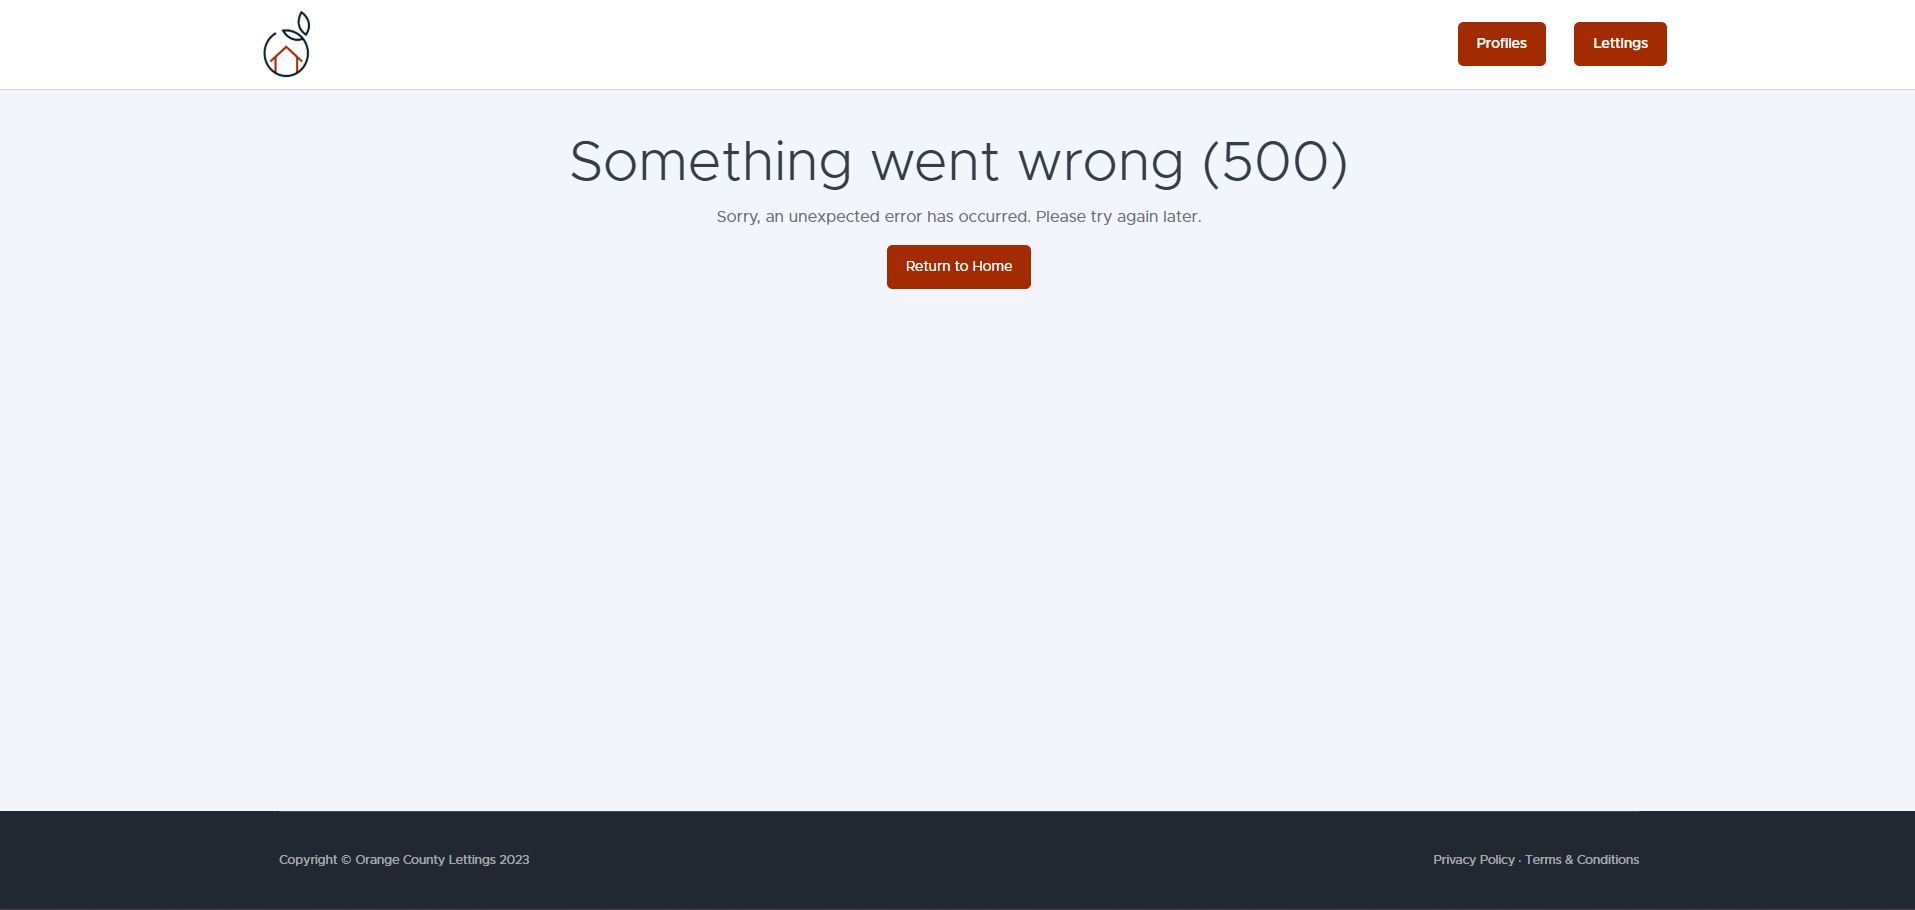 Profiles
Lettings
Something went wrong (500)
Sorry, an unexpected error has occurred. Please try again later.
Return to Home
Copyright © Orange County Lettings 2023
Privacy Policy · Terms & Conditions